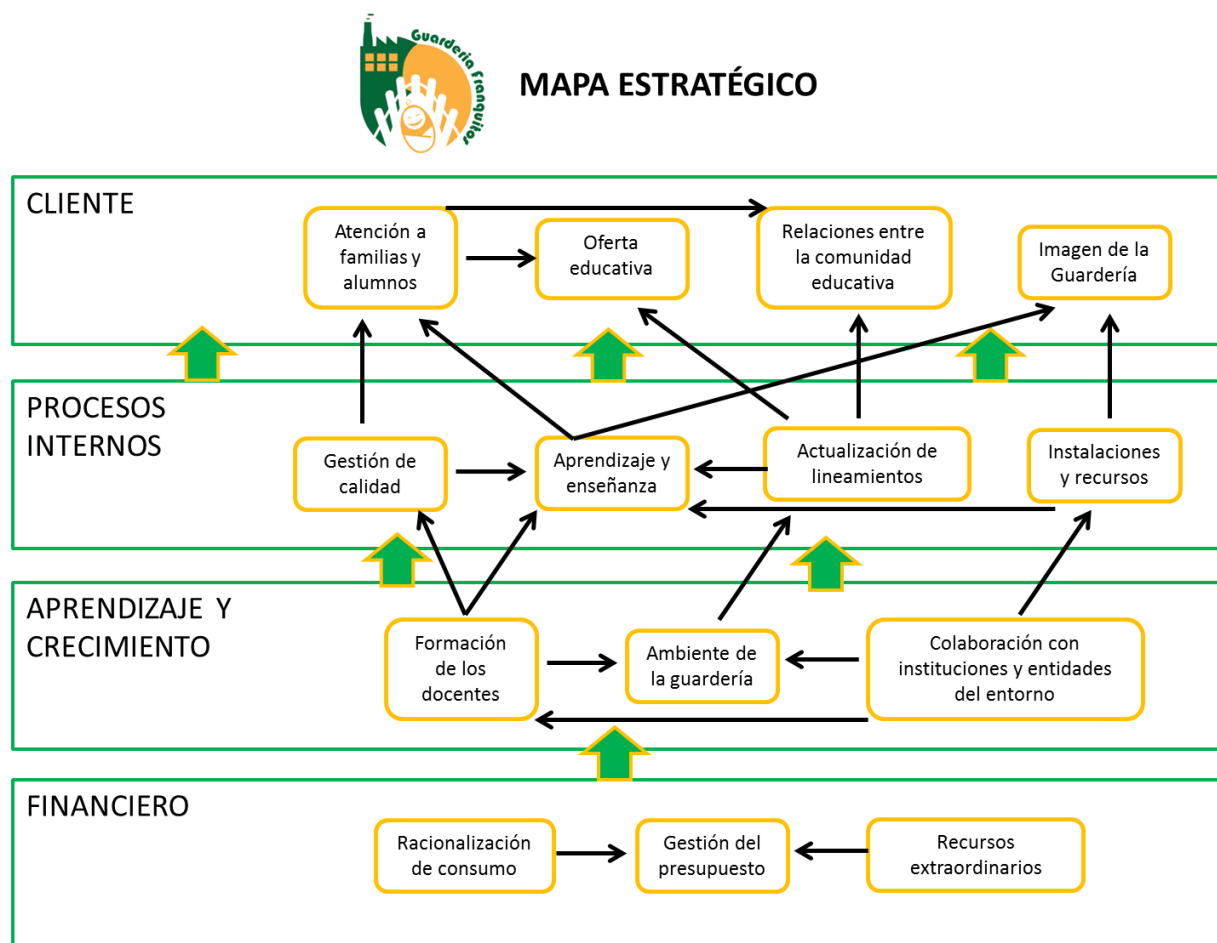 Guardería Franquitos
MAPA ESTRATÉGICO
CLIENTE
Atención a
familias y
alumnos
Oferta
educativa
Relaciones entre
la comunidad
educativa
Imagen de la
Guardería
PROCESOS
INTERNOS
Gestión de
calidad
Aprendizaje y
enseñanza
Actualización de
lineamientos
Instalaciones
y recursos
APRENDIZAJE Y
CRECIMIENTO
Formación
de los
docentes
Ambiente de
la guardería
Colaboración con
instituciones y entidades
del entorno
FINANCIERO
Racionalización
de consumo
Gestión del
presupuesto
Recursos
extraordinarios